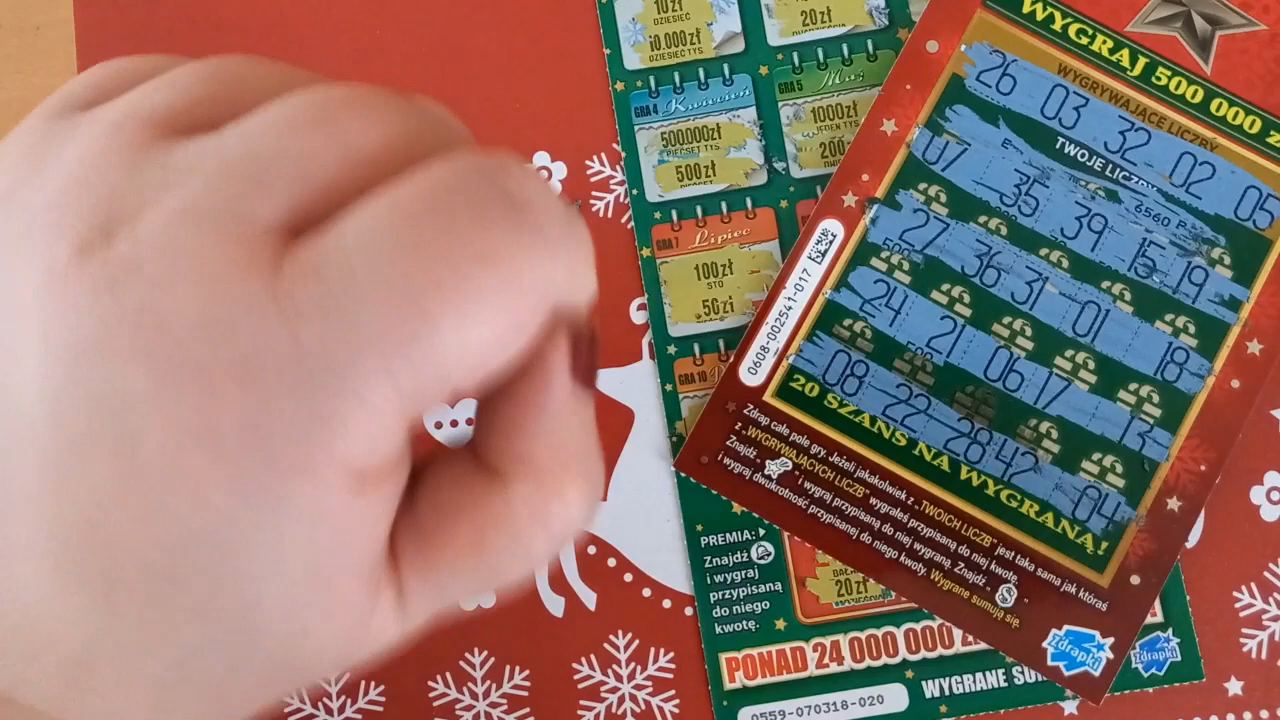 10zł
DZIESIĘĆ
10.000zł
DZIESIĘĆ TYS
20zł
GRA 4 Kwiecień
500.000zł
PIĘĆSET TYS
500zł
PIĘĆSET
GRA 5 Maj
1000zł
JEDEN TYS
200
GRA 7 Lipiec
100zł
STO
50zł
GRA 10
PREMIA:
Znajdź
i wygraj
przypisaną
do niego
kwotę.
20zł
PONAD 24 000 000
WYGRANE
0559-070318-020
Zdrapki
WYGRAJ 500 000
WYGRYWAJĄCE LICZBY
26 03 32 02 05
TWOJE LICZBY
6560 P
07 35 39 15 19
27 36 31 01 18
24 21 06 17 13
08 22 28 42 04
20 SZANS NA WYGRANĄ!
0608-002541-017
Zdrap całe pole gry. Jeżeli jakakolwiek z „TWOICH LICZB" jest taka sama jak któraś
z „WYGRYWAJĄCYCH LICZB" wygrałeś przypisaną do niej kwotę.
Znajdź „ " i wygraj przypisaną do niej wygraną. Znajdź „ "
i wygraj dwukrotność przypisanej do niego kwoty. Wygrane sumują się.
Zdrapki